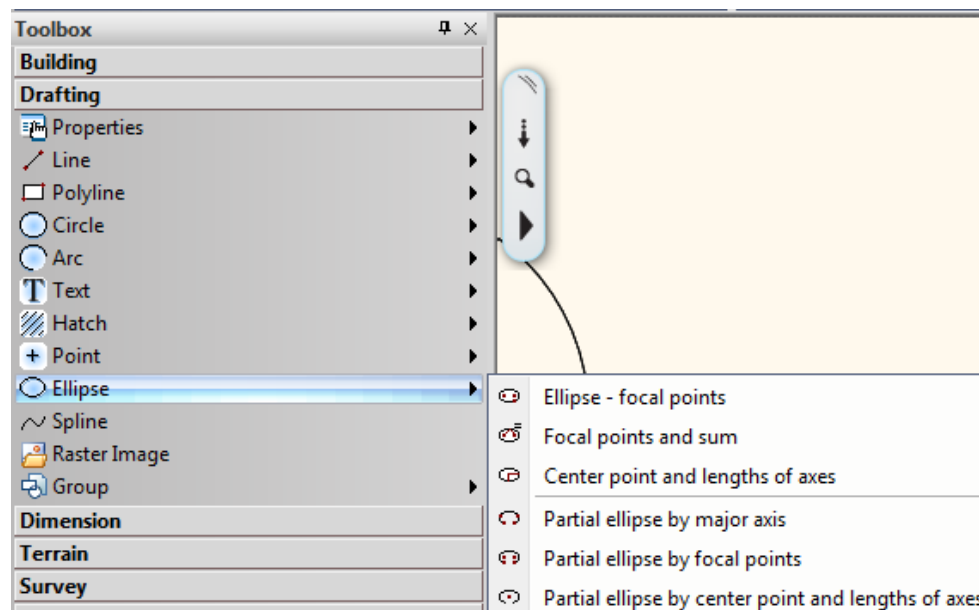 Toolbox
Building
Drafting
Properties
Line
Polyline
Circle
Arc
Text
Hatch
Point
Ellipse
Spline
Raster Image
Group
Dimension
Terrain
Survey
Ellipse - focal points
Focal points and sum
Center point and lengths of axes
Partial ellipse by major axis
Partial ellipse by focal points
Partial ellipse by center point and lengths of axes